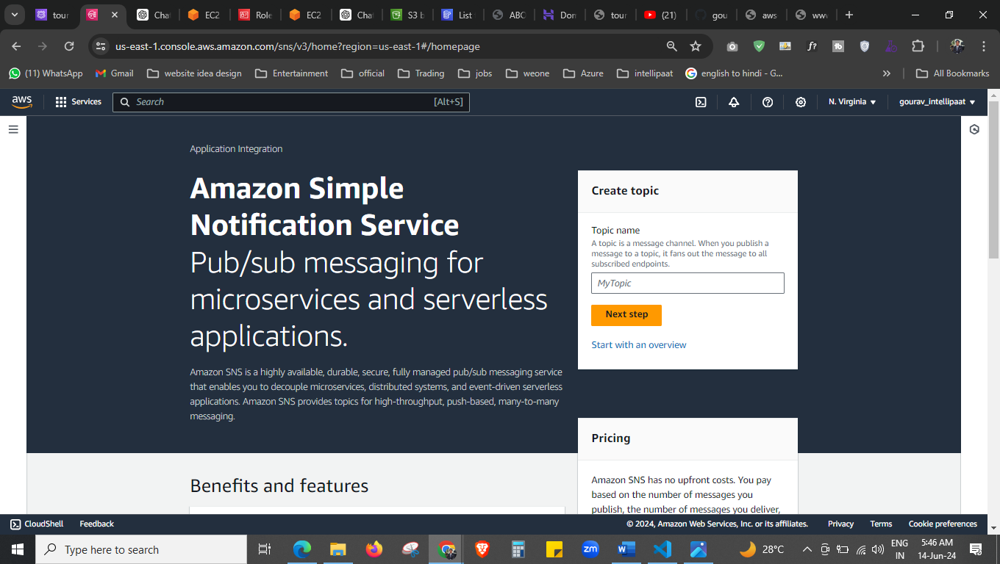 tour
Chat
EC2
Role
EC2
Chat
S3 b
List
ABC
Don
tour
(21)
gou
aws
www
us-east-1.console.aws.amazon.com/sns/v3/home?region=us-east-1#/homepage
(11) WhatsApp
Gmail
website idea design
Entertainment
official
Trading
jobs
weone
Azure
intellipaat
english to hindi - G...
All Bookmarks
aws
Services
Search
[Alt+S]
N. Virginia
gourav_intellipaat
Application Integration
Amazon Simple
Notification Service
Pub/sub messaging for
microservices and serverless
applications.
Amazon SNS is a highly available, durable, secure, fully managed pub/sub messaging service
that enables you to decouple microservices, distributed systems, and event-driven serverless
applications. Amazon SNS provides topics for high-throughput, push-based, many-to-many
messaging.
Create topic
Topic name
A topic is a message channel. When you publish a
message to a topic, it fans out the message to all
subscribed endpoints.
MyTopic
Next step
Start with an overview
Pricing
Amazon SNS has no upfront costs. You pay
based on the number of messages you
publish, the number of messages you deliver,
Benefits and features
CloudShell
Feedback
© 2024, Amazon Web Services, Inc. or its affiliates.
Privacy
Terms
Cookie preferences
Type here to search
zm
28°C
ENG
IN
5:46 AM
14-Jun-24